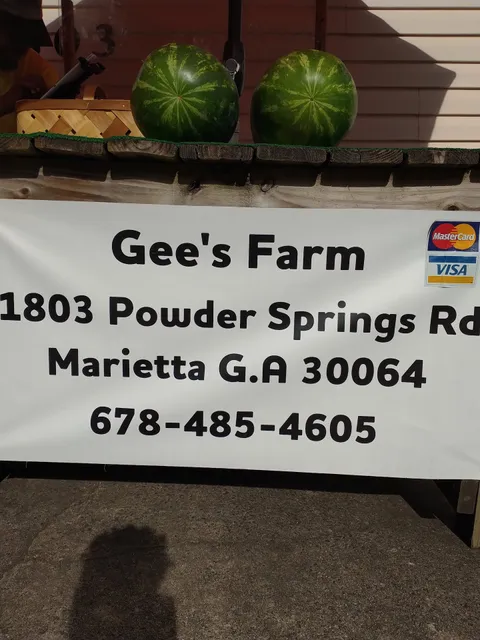 Gee's Farm
MasterCard
VISA
1803 Powder Springs Rd
Marietta G.A 30064
678-485-4605